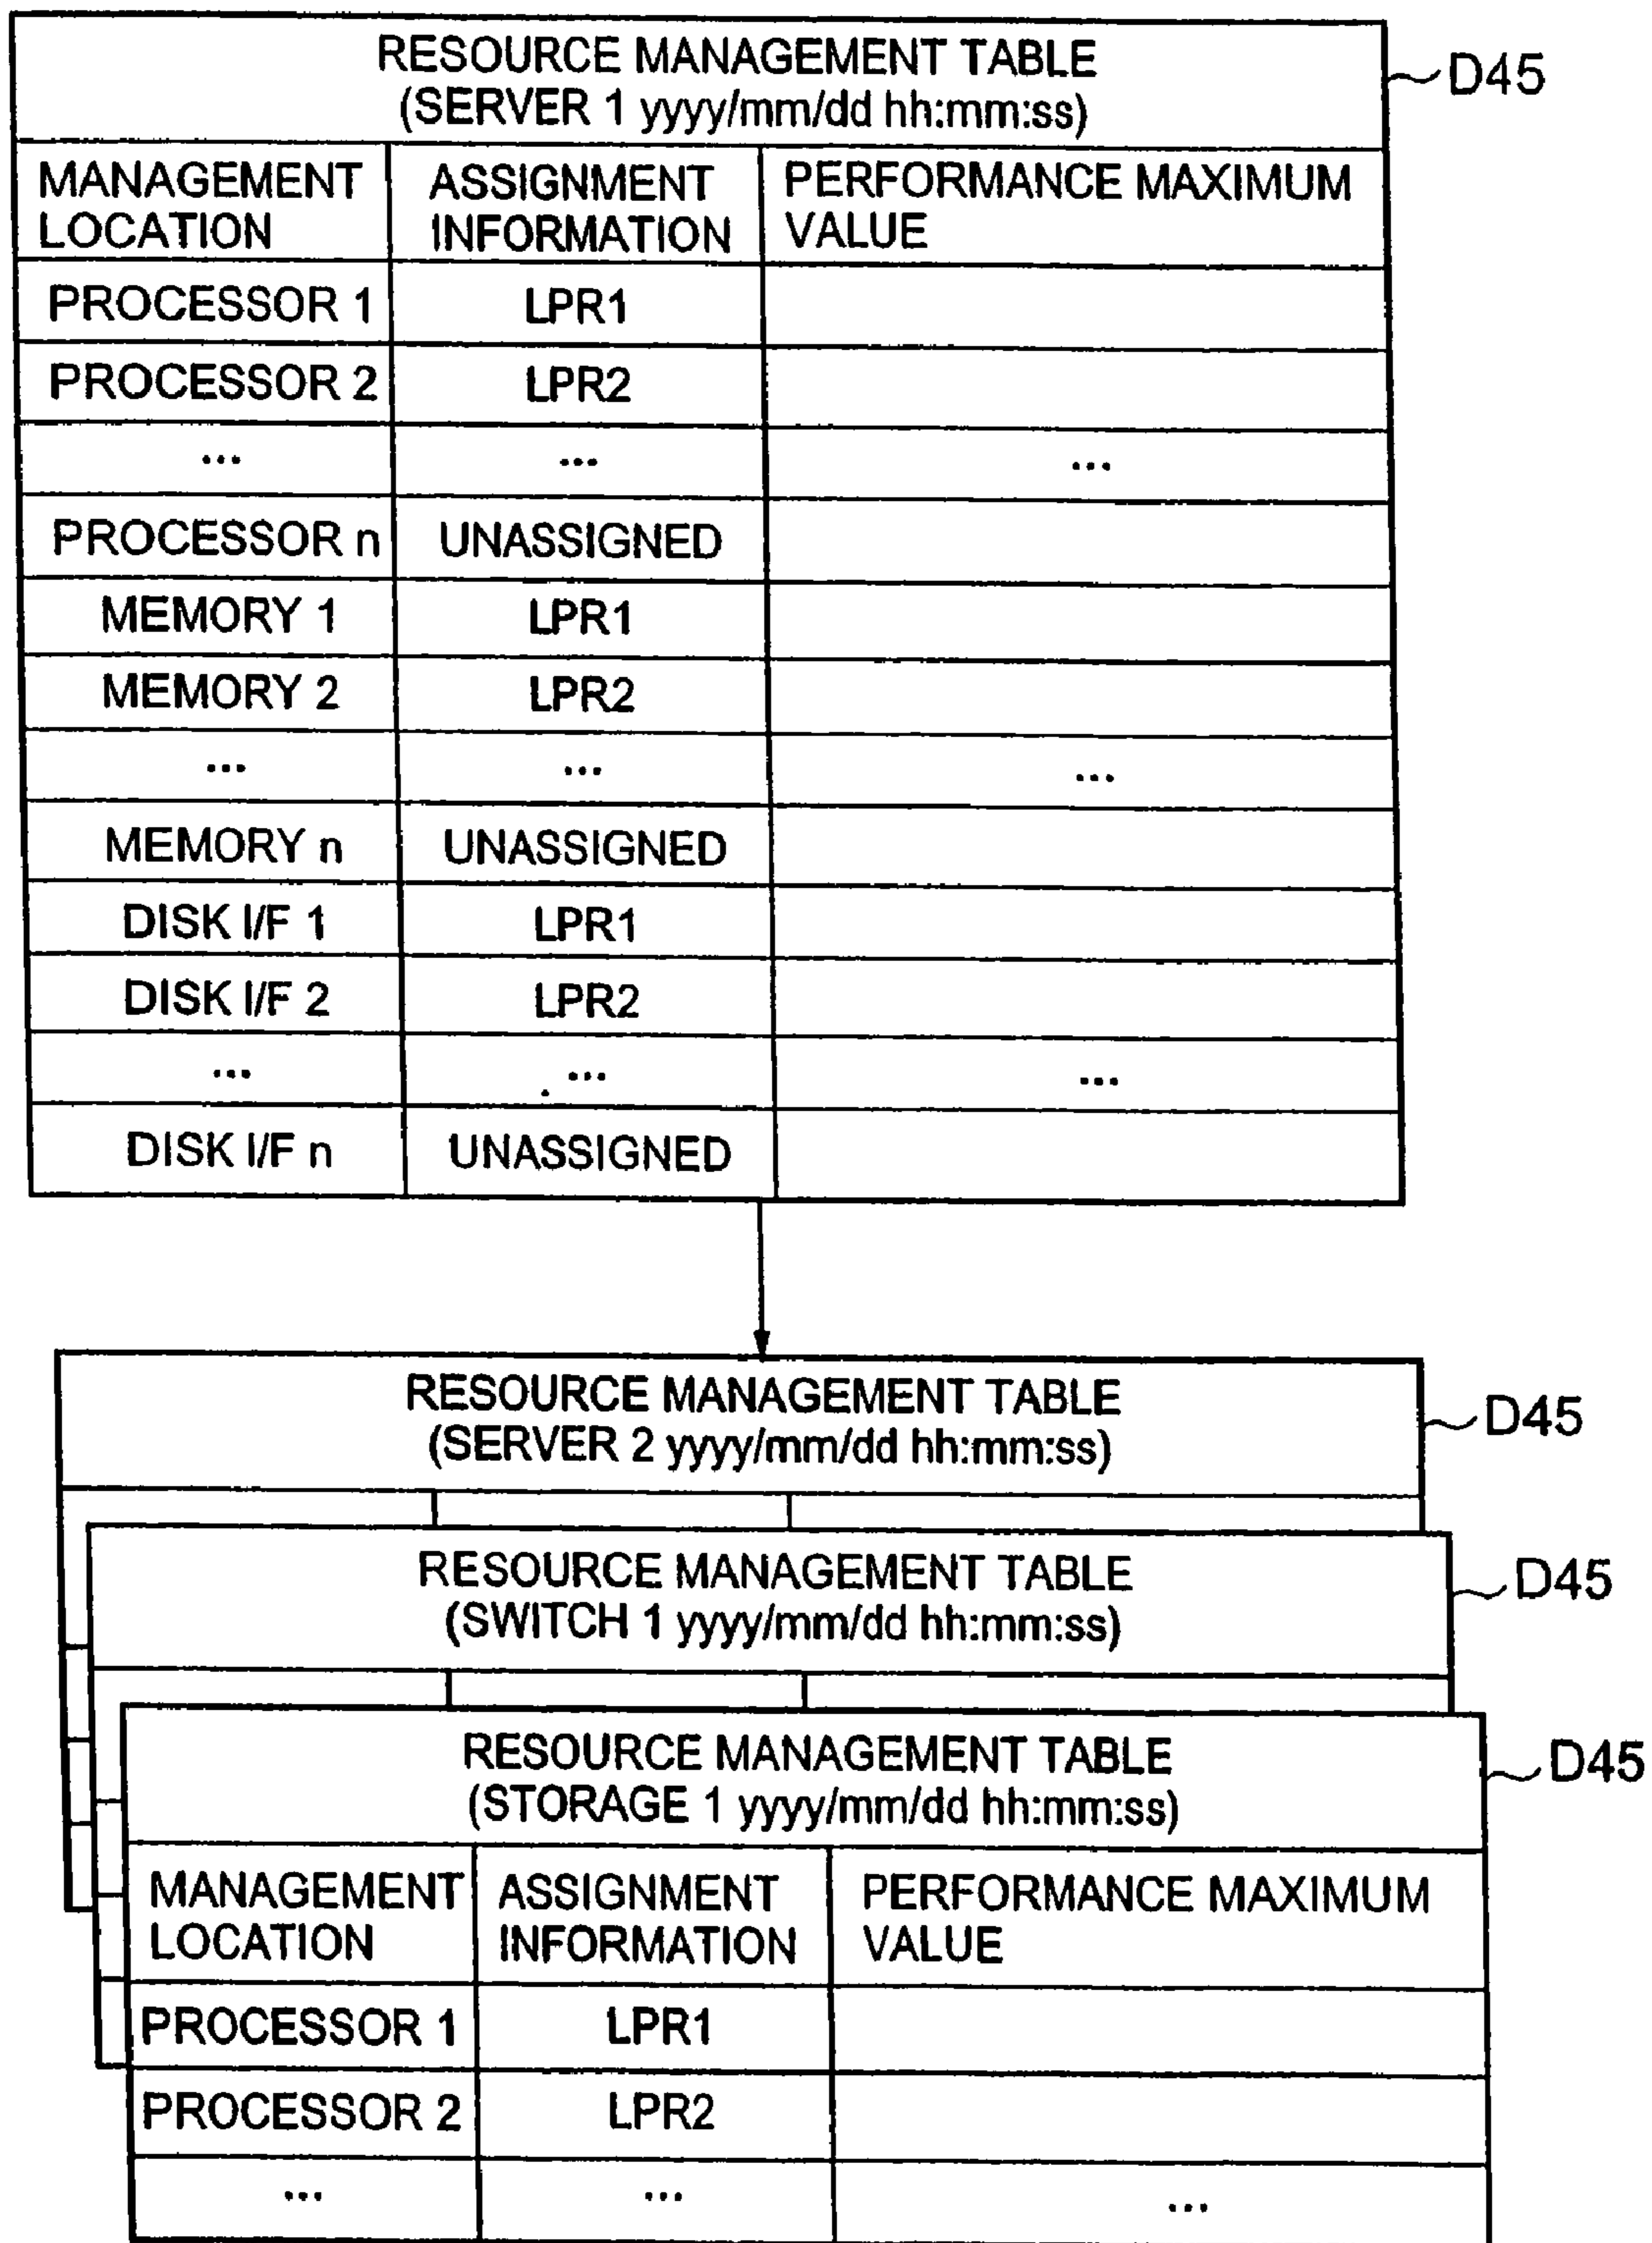 RESOURCE MANAGEMENT TABLE
(SERVER 1 yyyy/mm/dd hh:mm:ss)
D45
MANAGEMENT LOCATION ASSIGNMENT INFORMATION PERFORMANCE MAXIMUM VALUE
PROCESSOR 1 LPR1
PROCESSOR 2 LPR2
... ... ...
PROCESSOR n UNASSIGNED
MEMORY 1 LPR1
MEMORY 2 LPR2
... ... ...
MEMORY n UNASSIGNED
DISK I/F 1 LPR1
DISK I/F 2 LPR2
... ... ...
DISK I/F n UNASSIGNED
RESOURCE MANAGEMENT TABLE
(SERVER 2 yyyy/mm/dd hh:mm:ss)
D45
RESOURCE MANAGEMENT TABLE
(SWITCH 1 yyyy/mm/dd hh:mm:ss)
D45
RESOURCE MANAGEMENT TABLE
(STORAGE 1 yyyy/mm/dd hh:mm:ss)
D45
MANAGEMENT LOCATION ASSIGNMENT INFORMATION PERFORMANCE MAXIMUM VALUE
PROCESSOR 1 LPR1
PROCESSOR 2 LPR2
... ... ...